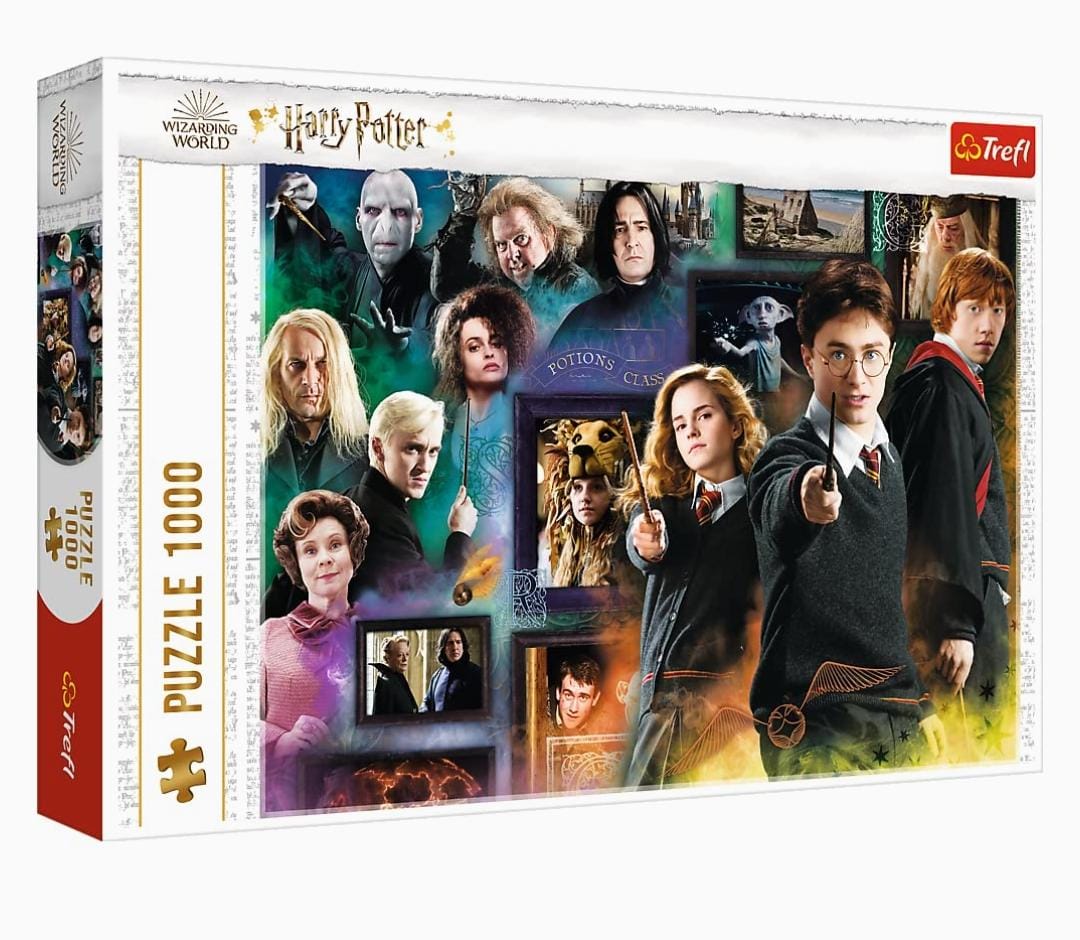 WIZARDING
WORLD
Harry Potter
Trefl
POTIONS
CLASS
R
PUZZLE 1000
WIZARDING
WORLD
PUZZLE
1000
Trefl